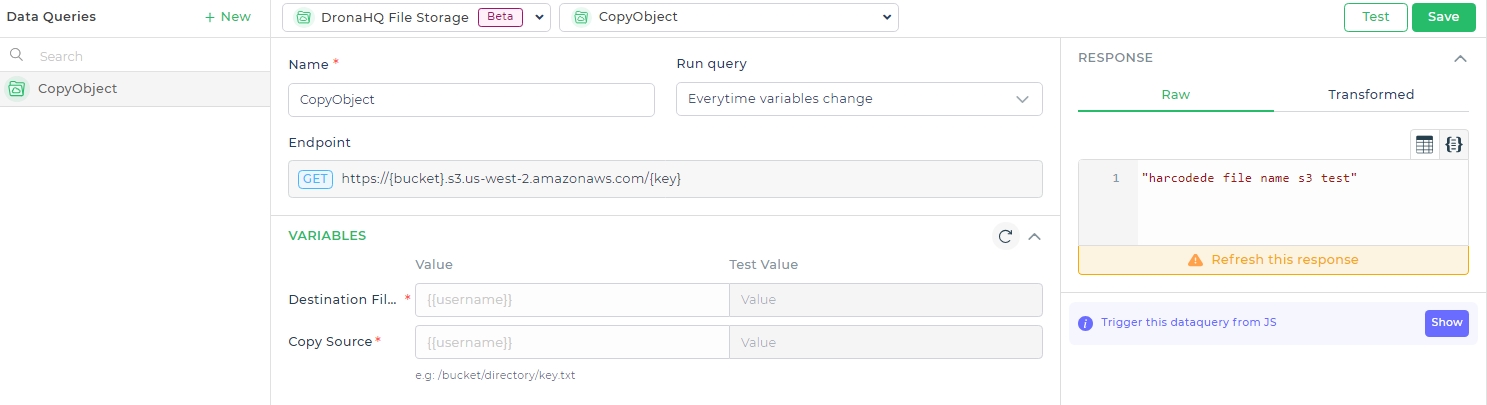 Data Queries
+ New
DronaHQ File Storage
Beta
CopyObject
Test
Save
Search
CopyObject
Name *
Run query
CopyObject
Everytime variables change
Endpoint
GET
https://{bucket}.s3.us-west-2.amazonaws.com/{key}
VARIABLES
Value
Test Value
Destination Fil... *
{{username}}
Value
Copy Source *
{{username}}
Value
e.g: /bucket/directory/key.txt
RESPONSE
Raw
Transformed
1
"harcodede file name s3 test"
Refresh this response
Trigger this dataquery from JS
Show